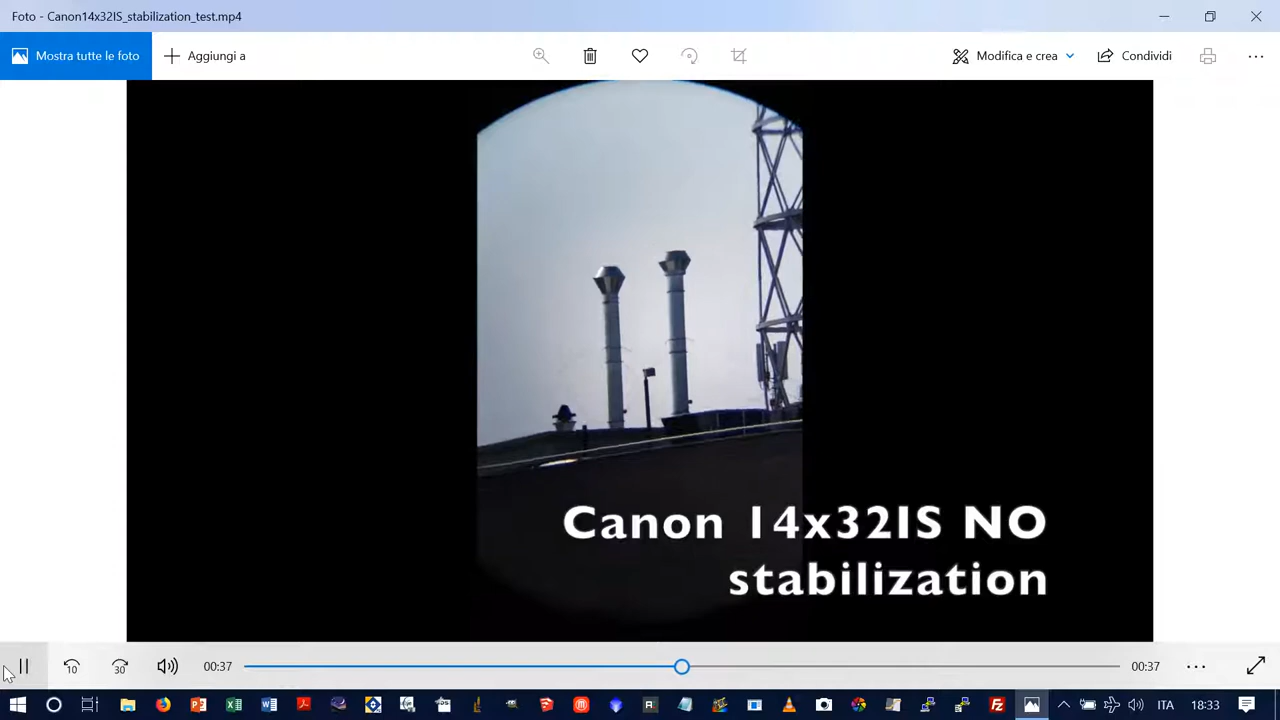 Foto - Canon14x32IS_stabilization_test.mp4
Mostra tutte le foto
Aggiungi a
Modifica e crea
Condividi
Canon 14x32IS NO
stabilization
10
30
00:37
00:37
ITA
18:33